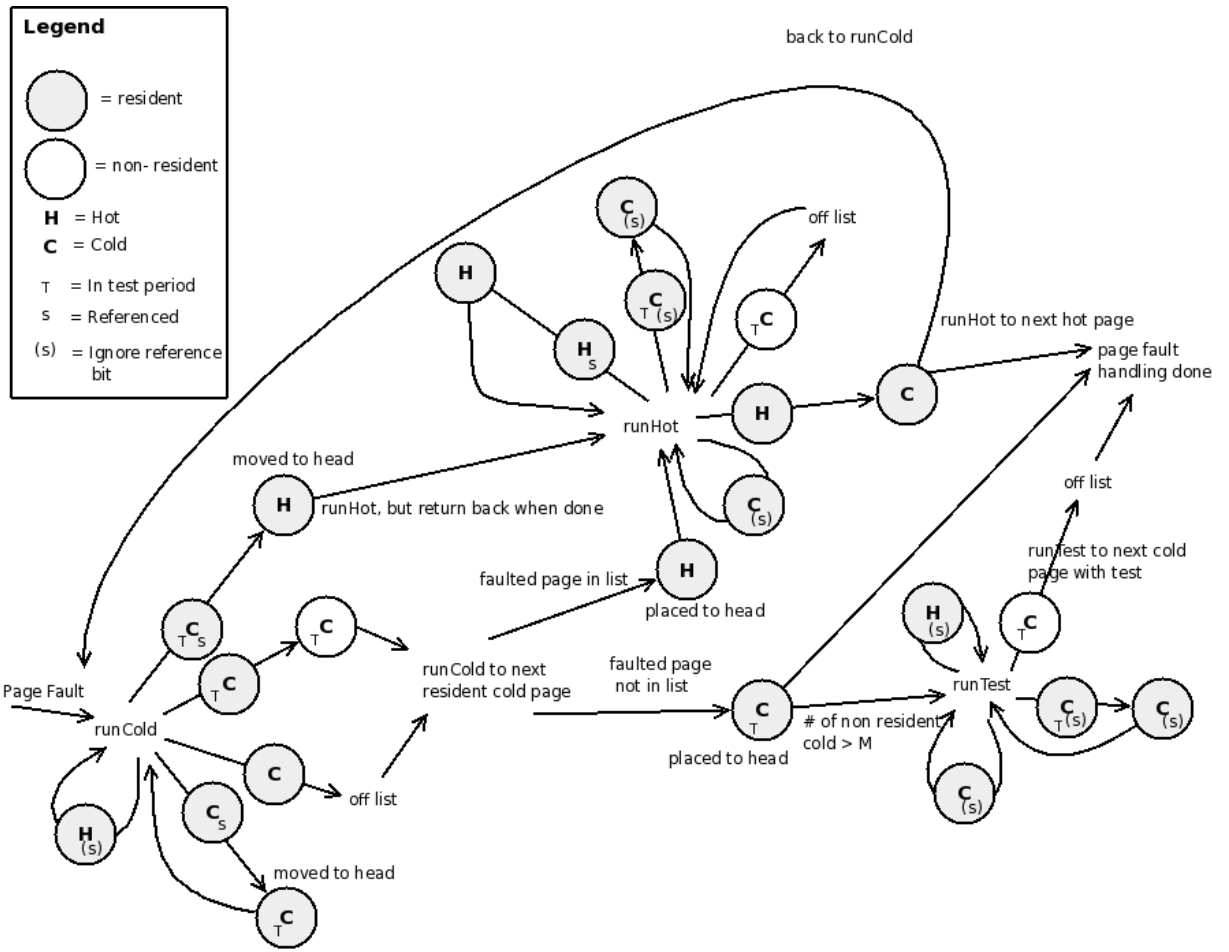 Legend
= resident
= non- resident
H = Hot
C = Cold
T = In test period
s = Referenced
(s) = Ignore reference
bit
back to runCold
C
(s)
off list
H
C
T (s)
T C
H
s
runHot to next hot page
page fault
handling done
C
H
runHot
moved to head
H
runHot, but return back when done
C
(s)
off list
runTest to next cold
page with test
faulted page in list
H
placed to head
H
(s)
T C
T C s
T C
T C
runCold to next
resident cold page
faulted page
not in list
runTest
Page Fault
runCold
C
T
# of non resident
cold > M
placed to head
C
T (s)
C
(s)
C
off list
C
s
H
(s)
C
(s)
moved to head
T C